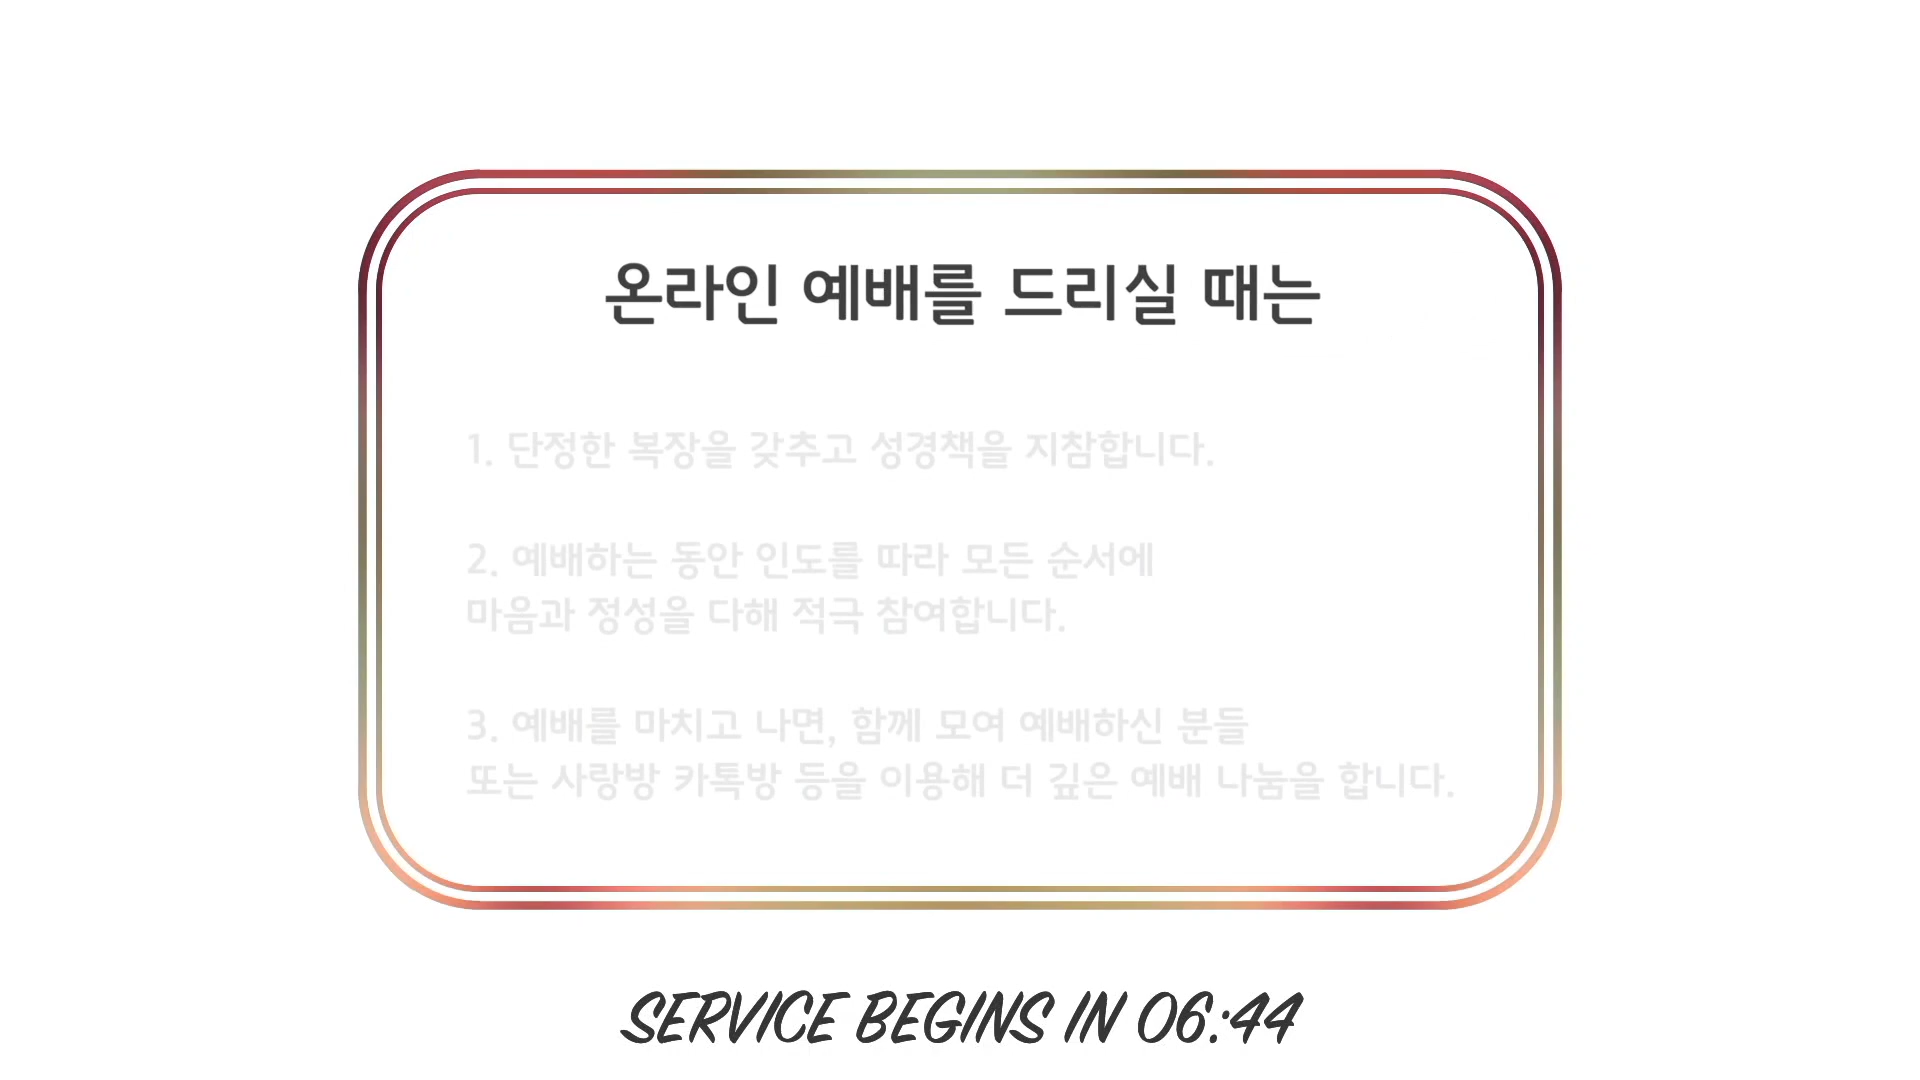 온라인 예배를 드리실 때는
1. 단정한 복장을 갖추고 성경책을 지참합니다.
2. 예배하는 동안 인도를 따라 모든 순서에
마음과 정성을 다해 적극 참여합니다.
3. 예배를 마치고 나면, 함께 모여 예배하신 분들
또는 사랑방 카톡방 등을 이용해 더 깊은 예배 나눔을 합니다.
SERVICE BEGINS IN 06:44